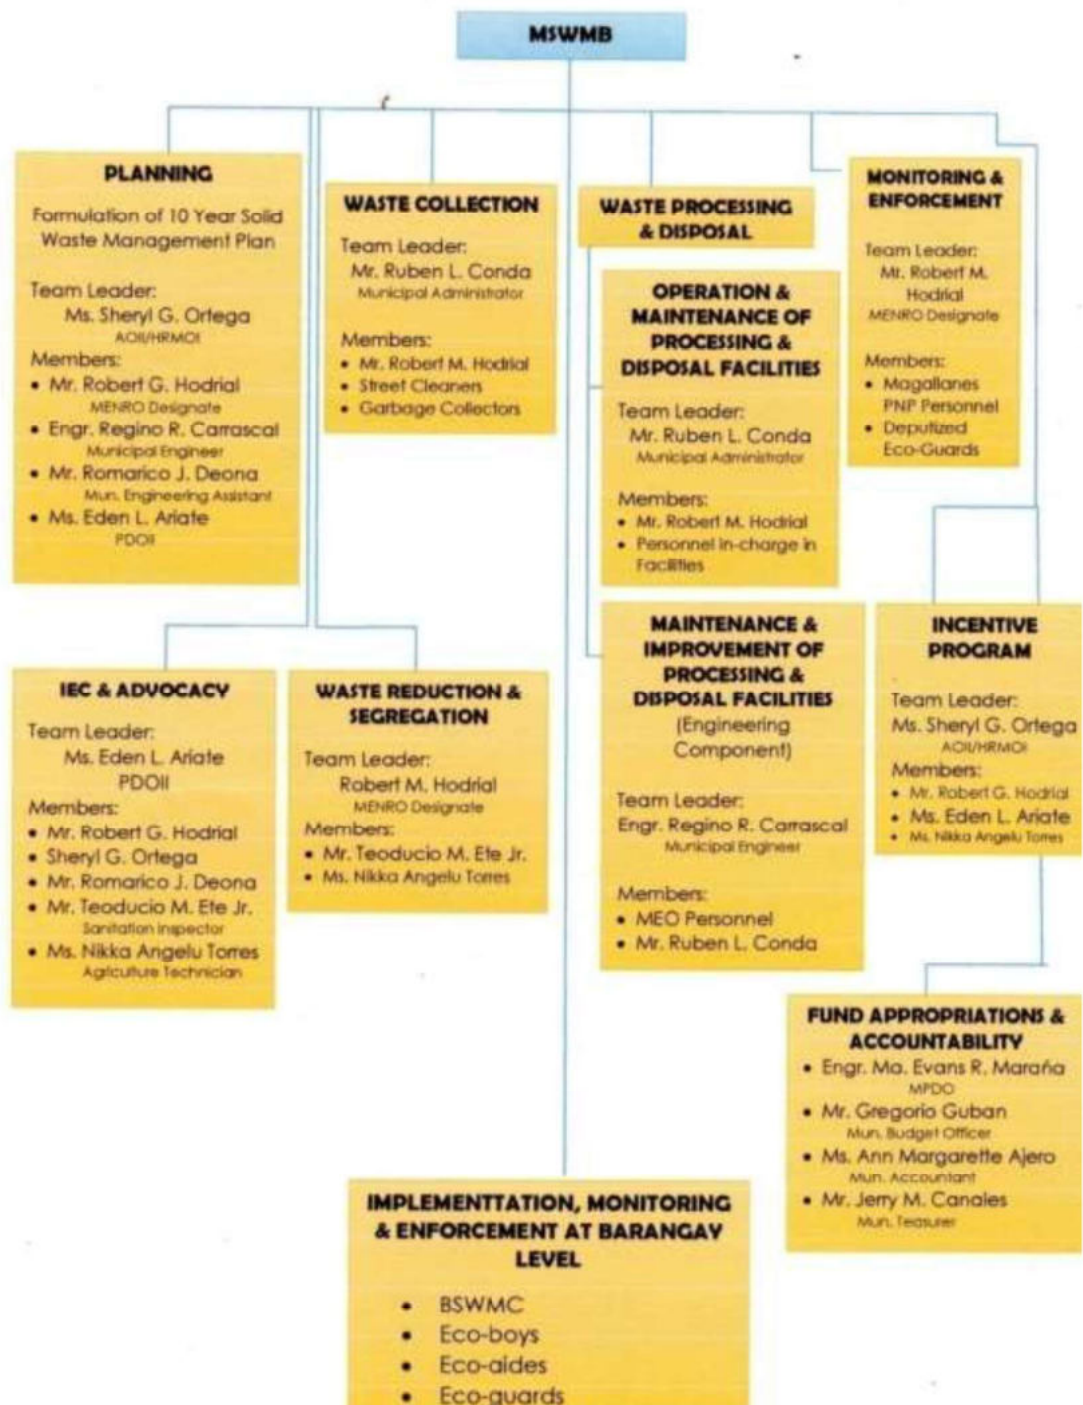 MSWMB
PLANNING
Formulation of 10 Year Solid
Waste Management Plan
Team Leader:
Ms. Sheryl G. Ortega
AOII/HRMOI
Members:
• Mr. Robert G. Hodrial
MENRO Designate
• Engr. Regino R. Carrascal
Municipal Engineer
• Mr. Romarico J. Deona
Mun. Engineering Assistant
• Ms. Eden L. Ariate
PDOII
WASTE COLLECTION
Team Leader:
Mr. Ruben L. Conda
Municipal Administrator
Members:
• Mr. Robert M. Hodrial
• Street Cleaners
• Garbage Collectors
WASTE PROCESSING
& DISPOSAL
OPERATION &
MAINTENANCE OF
PROCESSING &
DISPOSAL FACILITIES
Team Leader:
Mr. Ruben L. Conda
Municipal Administrator
Members:
• Mr. Robert M. Hodrial
• Personnel in-charge in
Facilities
MONITORING &
ENFORCEMENT
Team Leader:
Mr. Robert M.
Hodrial
MENRO Designate
Members:
• Magallanes
PNP Personnel
• Deputized
Eco-Guards
IEC & ADVOCACY
Team Leader:
Ms. Eden L. Ariate
PDOII
Members:
• Mr. Robert G. Hodrial
• Sheryl G. Ortega
• Mr. Romarico J. Deona
• Mr. Teoducio M. Ete Jr.
Sanitation Inspector
• Ms. Nikka Angelu Torres
Agriculture Technician
WASTE REDUCTION &
SEGREGATION
Team Leader:
Robert M. Hodrial
MENRO Designate
Members:
• Mr. Teoducio M. Ete Jr.
• Ms. Nikka Angelu Torres
MAINTENANCE &
IMPROVEMENT OF
PROCESSING &
DISPOSAL FACILITIES
(Engineering
Component)
Team Leader:
Engr. Regino R. Carrascal
Municipal Engineer
Members:
• MEO Personnel
• Mr. Ruben L. Conda
INCENTIVE
PROGRAM
Team Leader:
Ms. Sheryl G. Ortega
AOII/HRMOI
Members:
• Mr. Robert G. Hodrial
• Ms. Eden L. Ariate
• Ms. Nikka Angelu Torres
FUND APPROPRIATIONS &
ACCOUNTABILITY
• Engr. Ma. Evans R. Maraña
MPDO
• Mr. Gregorio Guban
Mun. Budget Officer
• Ms. Ann Margarette Ajero
Mun. Accountant
• Mr. Jerry M. Canales
Mun. Teasurer
IMPLEMENTTATION, MONITORING
& ENFORCEMENT AT BARANGAY
LEVEL
• BSWMC
• Eco-boys
• Eco-aides
• Eco-guards